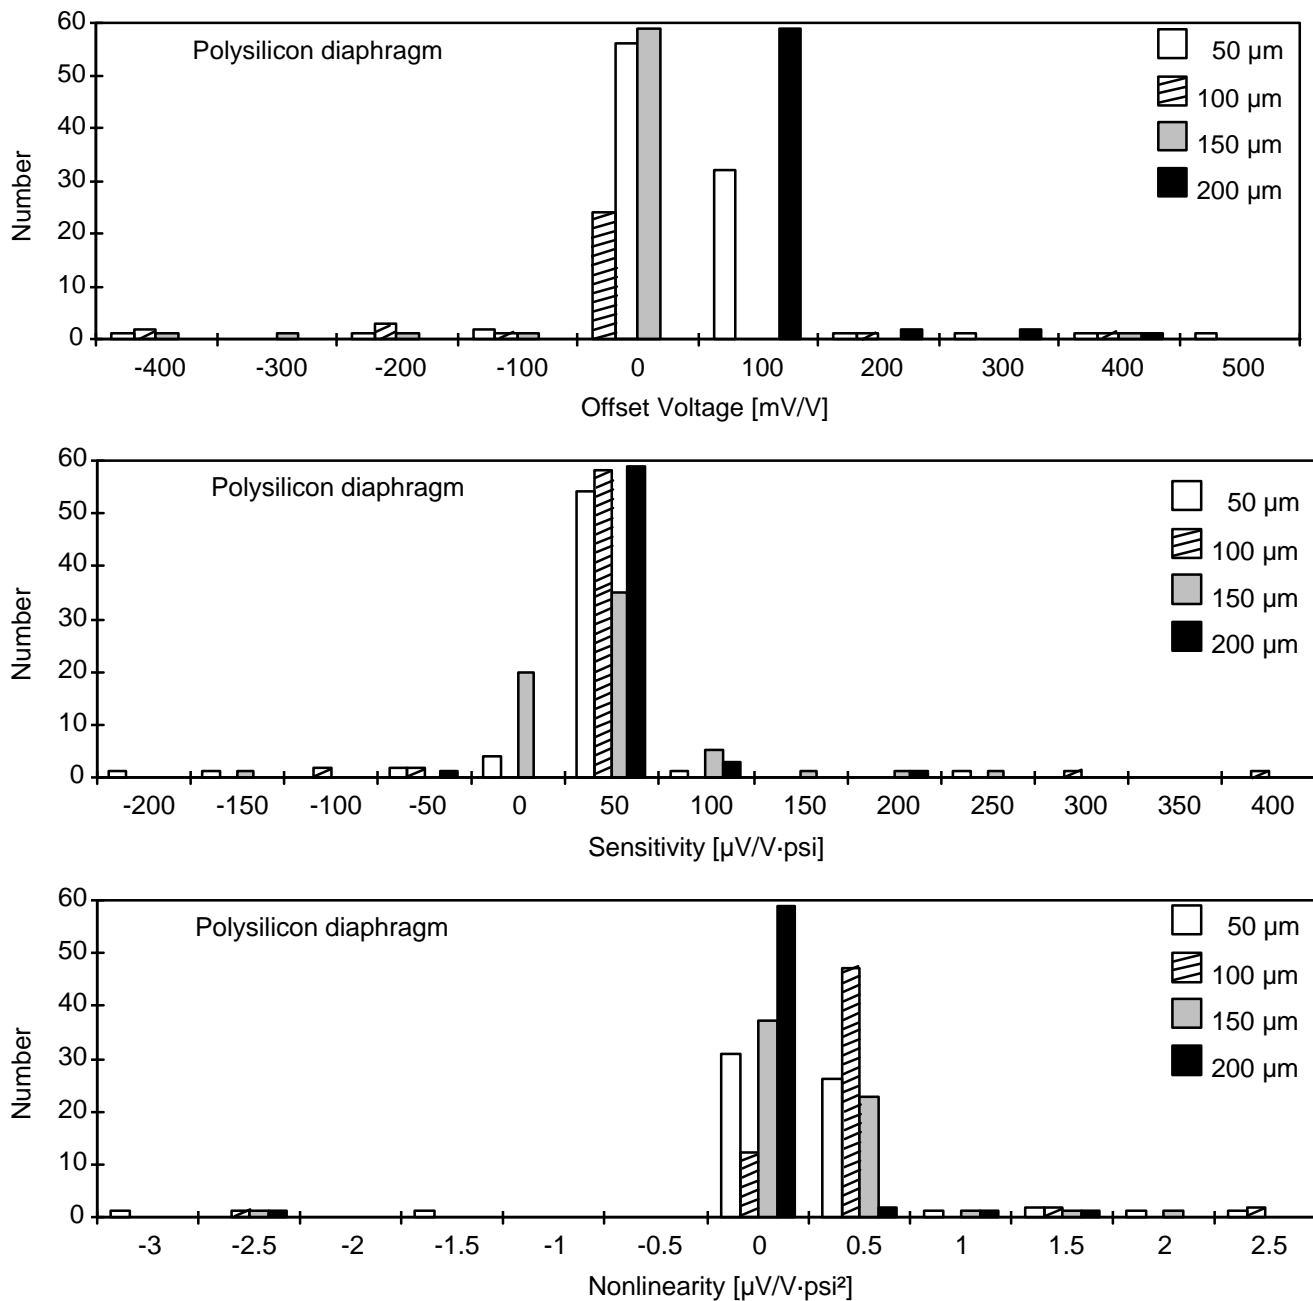 60
Polysilicon diaphragm
50 µm
50
100 µm
40
150 µm
30
200 µm
Number
20
10
0
-400 -300 -200 -100 0 100 200 300 400 500
Offset Voltage [mV/V]
60
Polysilicon diaphragm
50 µm
50
100 µm
40
150 µm
30
200 µm
Number
20
10
0
-200 -150 -100 -50 0 50 100 150 200 250 300 350 400
Sensitivity [µV/V·psi]
60
Polysilicon diaphragm
50 µm
50
100 µm
40
150 µm
30
200 µm
Number
20
10
0
-3 -2.5 -2 -1.5 -1 -0.5 0 0.5 1 1.5 2 2.5
Nonlinearity [µV/V·psi²]